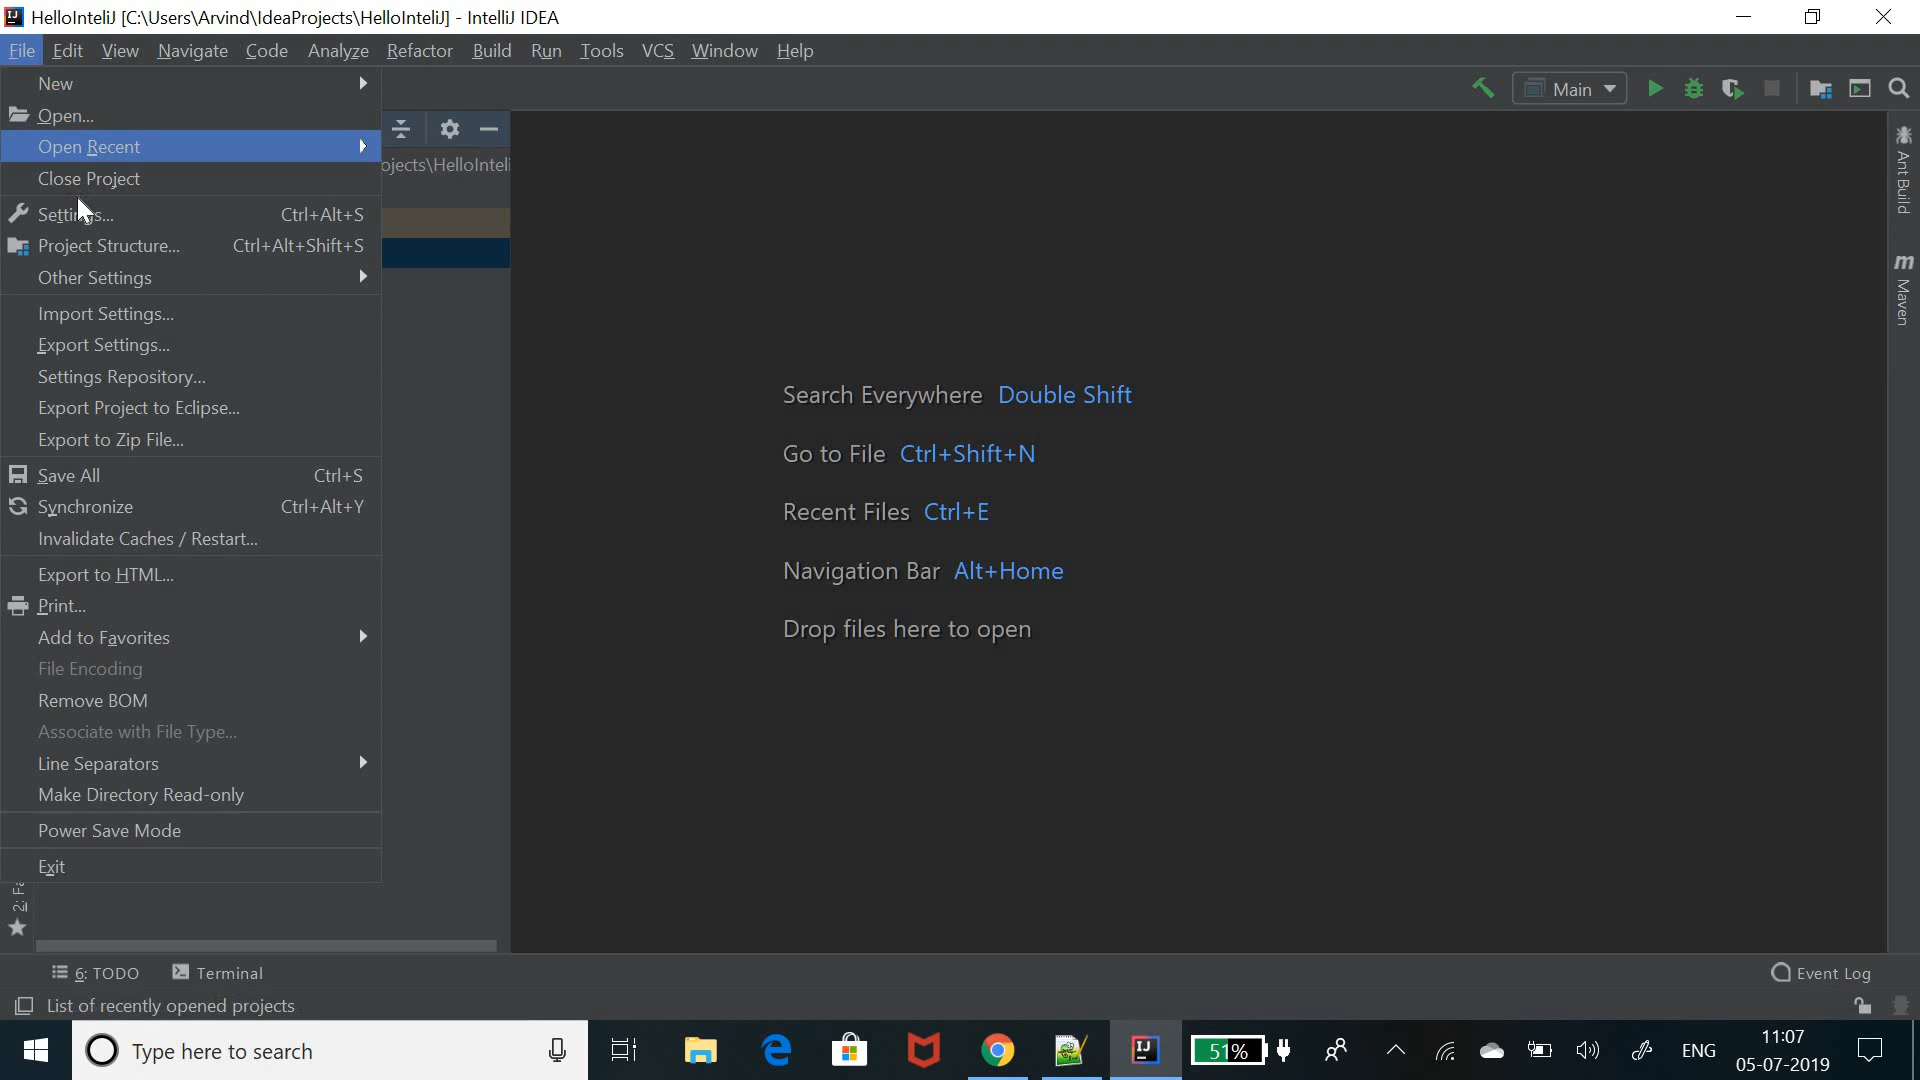 HelloInteliJ [C:\Users\Arvind\IdeaProjects\HelloInteliJ] - IntelliJ IDEA
File Edit View Navigate Code Analyze Refactor Build Run Tools VCS Window Help
New
Main
Open...
Open Recent
ojects\HelloInteli
Close Project
Settings... Ctrl+Alt+S
Project Structure... Ctrl+Alt+Shift+S
Other Settings
Import Settings...
Export Settings...
Settings Repository...
Export Project to Eclipse...
Export to Zip File...
Save All Ctrl+S
Synchronize Ctrl+Alt+Y
Invalidate Caches / Restart...
Export to HTML...
Print...
Add to Favorites
File Encoding
Remove BOM
Associate with File Type...
Line Separators
Make Directory Read-only
Power Save Mode
Exit
Search Everywhere Double Shift
Go to File Ctrl+Shift+N
Recent Files Ctrl+E
Navigation Bar Alt+Home
Drop files here to open
Ant Build
m Maven
2: Fa
6: TODO Terminal Event Log
List of recently opened projects
Type here to search 51% ENG 11:07
05-07-2019